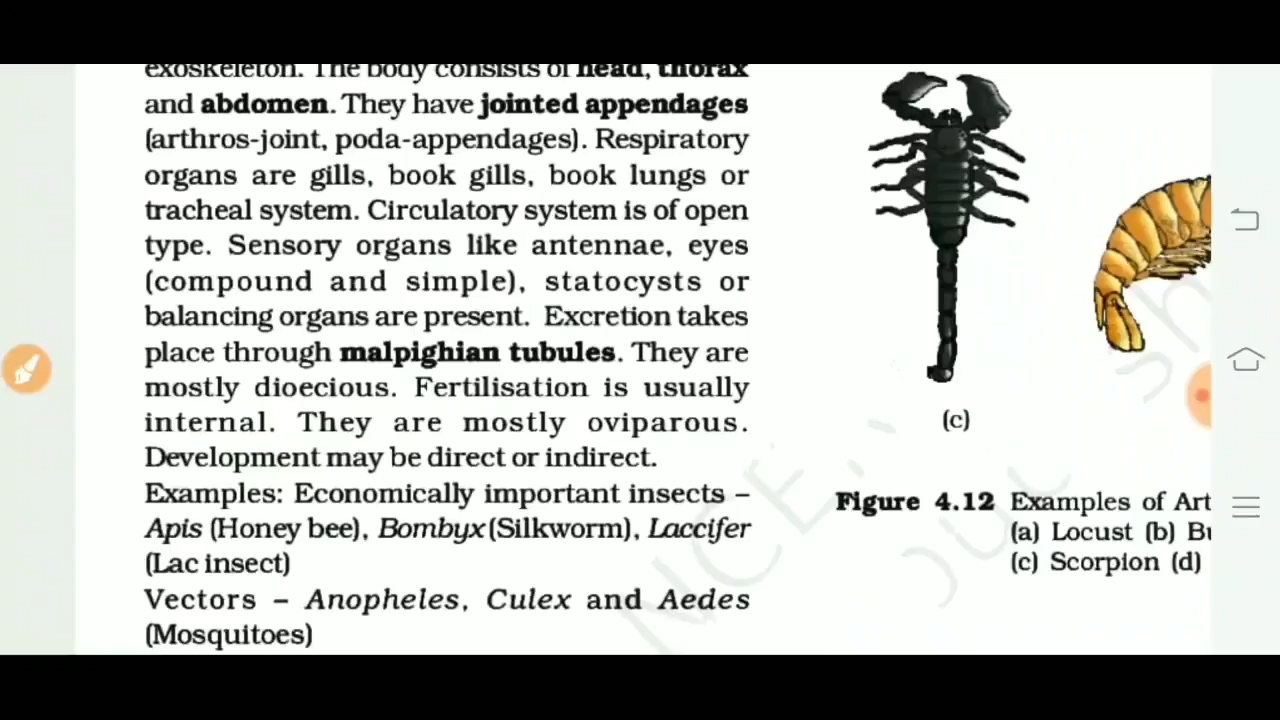 exoskeleton. The body consists of head, thorax
and abdomen. They have jointed appendages
(arthros-joint, poda-appendages). Respiratory
organs are gills, book gills, book lungs or
tracheal system. Circulatory system is of open
type. Sensory organs like antennae, eyes
(compound and simple), statocysts or
balancing organs are present. Excretion takes
place through malpighian tubules. They are
mostly dioecious. Fertilisation is usually
internal. They are mostly oviparous.
Development may be direct or indirect.
Examples: Economically important insects –
Apis (Honey bee), Bombyx (Silkworm), Laccifer
(Lac insect)
Vectors – Anopheles, Culex and Aedes
(Mosquitoes)
(c)
Figure 4.12 Examples of Art
(a) Locust (b)
(c) Scorpion (d)